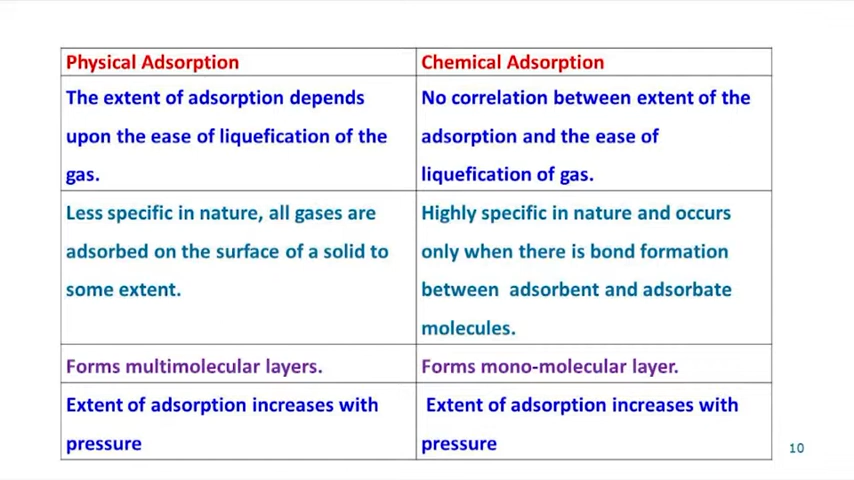 Physical Adsorption
Chemical Adsorption
The extent of adsorption depends
upon the ease of liquefication of the
gas.
No correlation between extent of the
adsorption and the ease of
liquefication of gas.
Less specific in nature, all gases are
adsorbed on the surface of a solid to
some extent.
Highly specific in nature and occurs
only when there is bond formation
between adsorbent and adsorbate
molecules.
Forms multimolecular layers.
Forms mono-molecular layer.
Extent of adsorption increases with
pressure
Extent of adsorption increases with
pressure
10